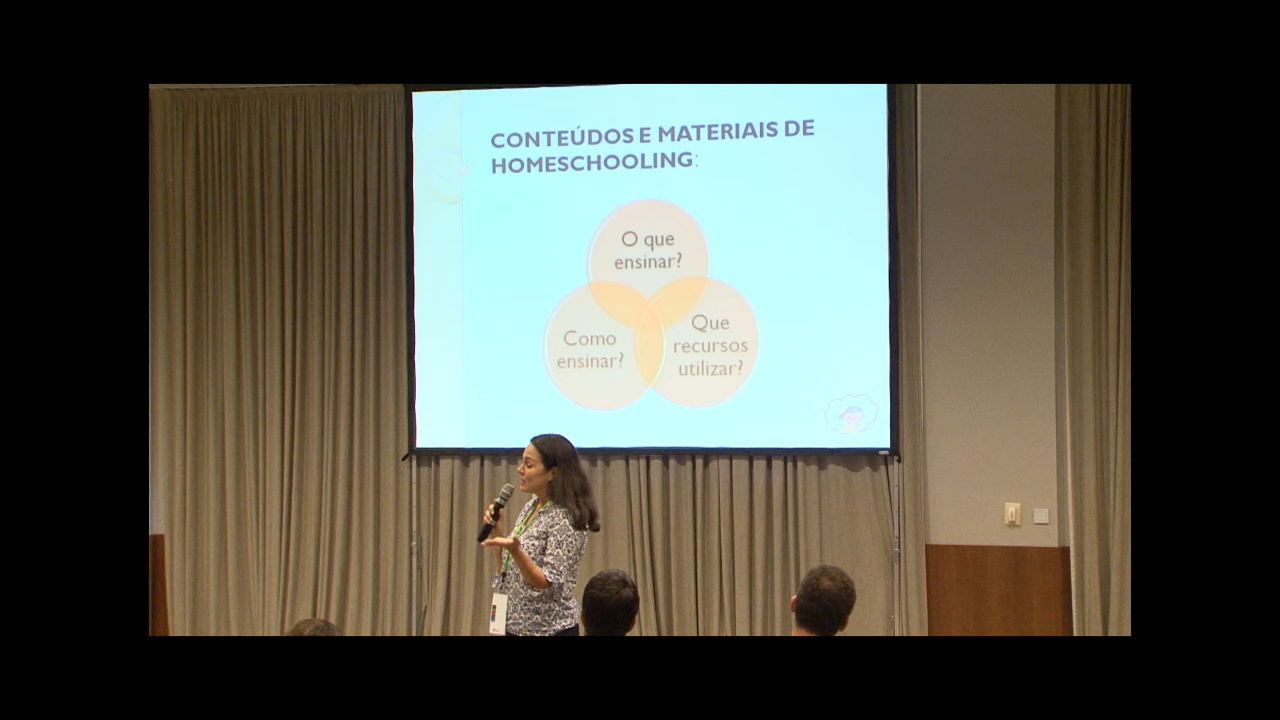 CONTEÚDOS E MATERIAIS DE
HOMESCHOOLING:
O que
ensinar?
Como
ensinar?
Que
recursos
utilizar?